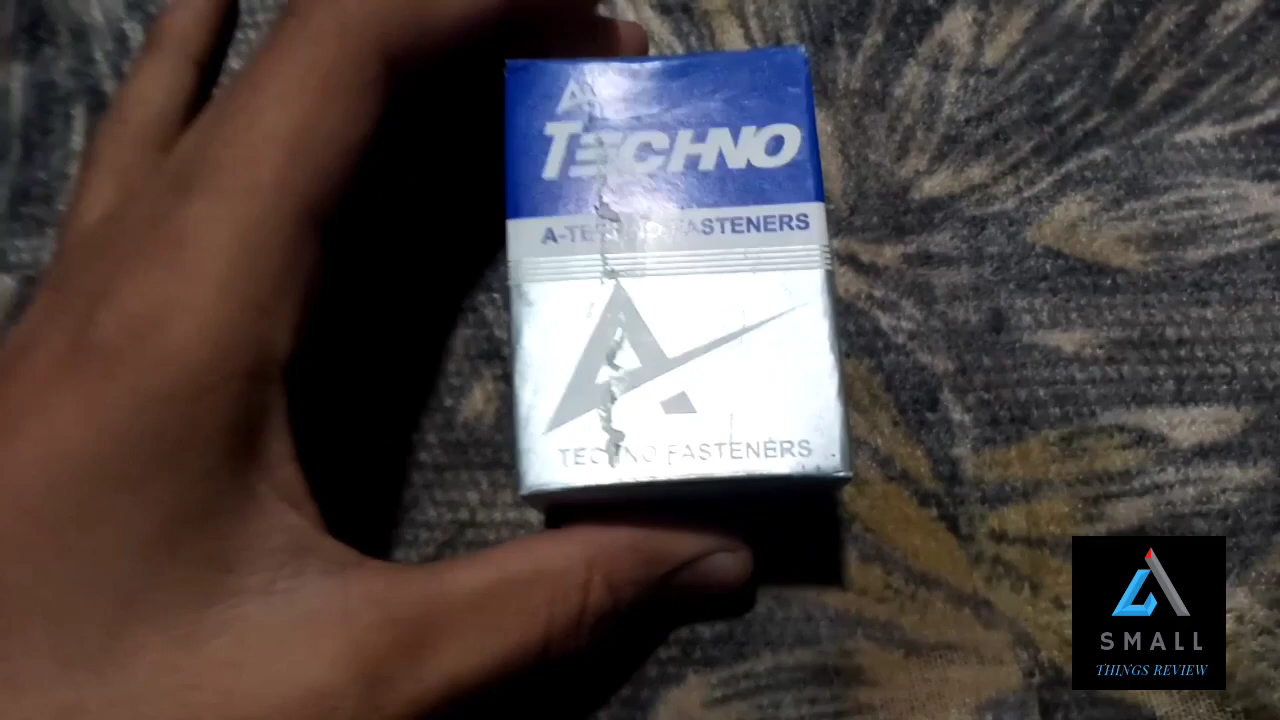 TECHNO
A-TECHNO FASTENERS
TECHNO FASTENERS
SMALL
THINGS REVIEW